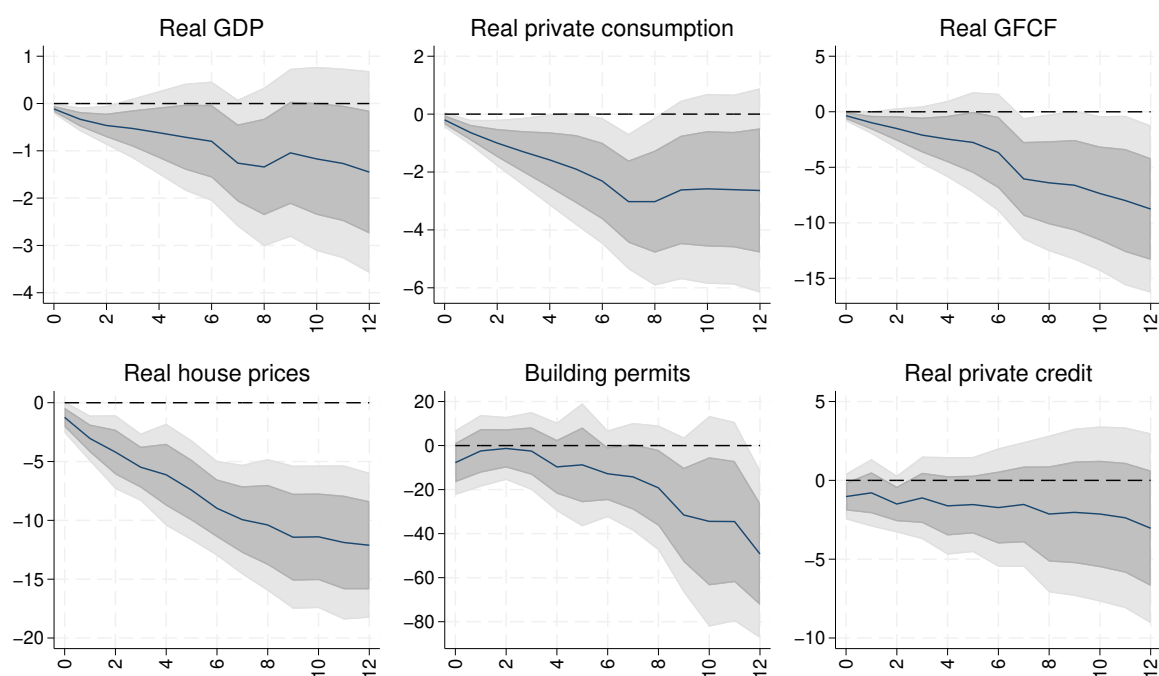 Real GDP
1
0
−1
−2
−3
−4
0 2 4 6 8 10 12
Real private consumption
2
0
−2
−4
−6
0 2 4 6 8 10 12
Real GFCF
5
0
−5
−10
−15
0 2 4 6 8 10 12
Real house prices
0
−5
−10
−15
−20
0 2 4 6 8 10 12
Building permits
20
0
−20
−40
−60
−80
0 2 4 6 8 10 12
Real private credit
5
0
−5
−10
0 2 4 6 8 10 12